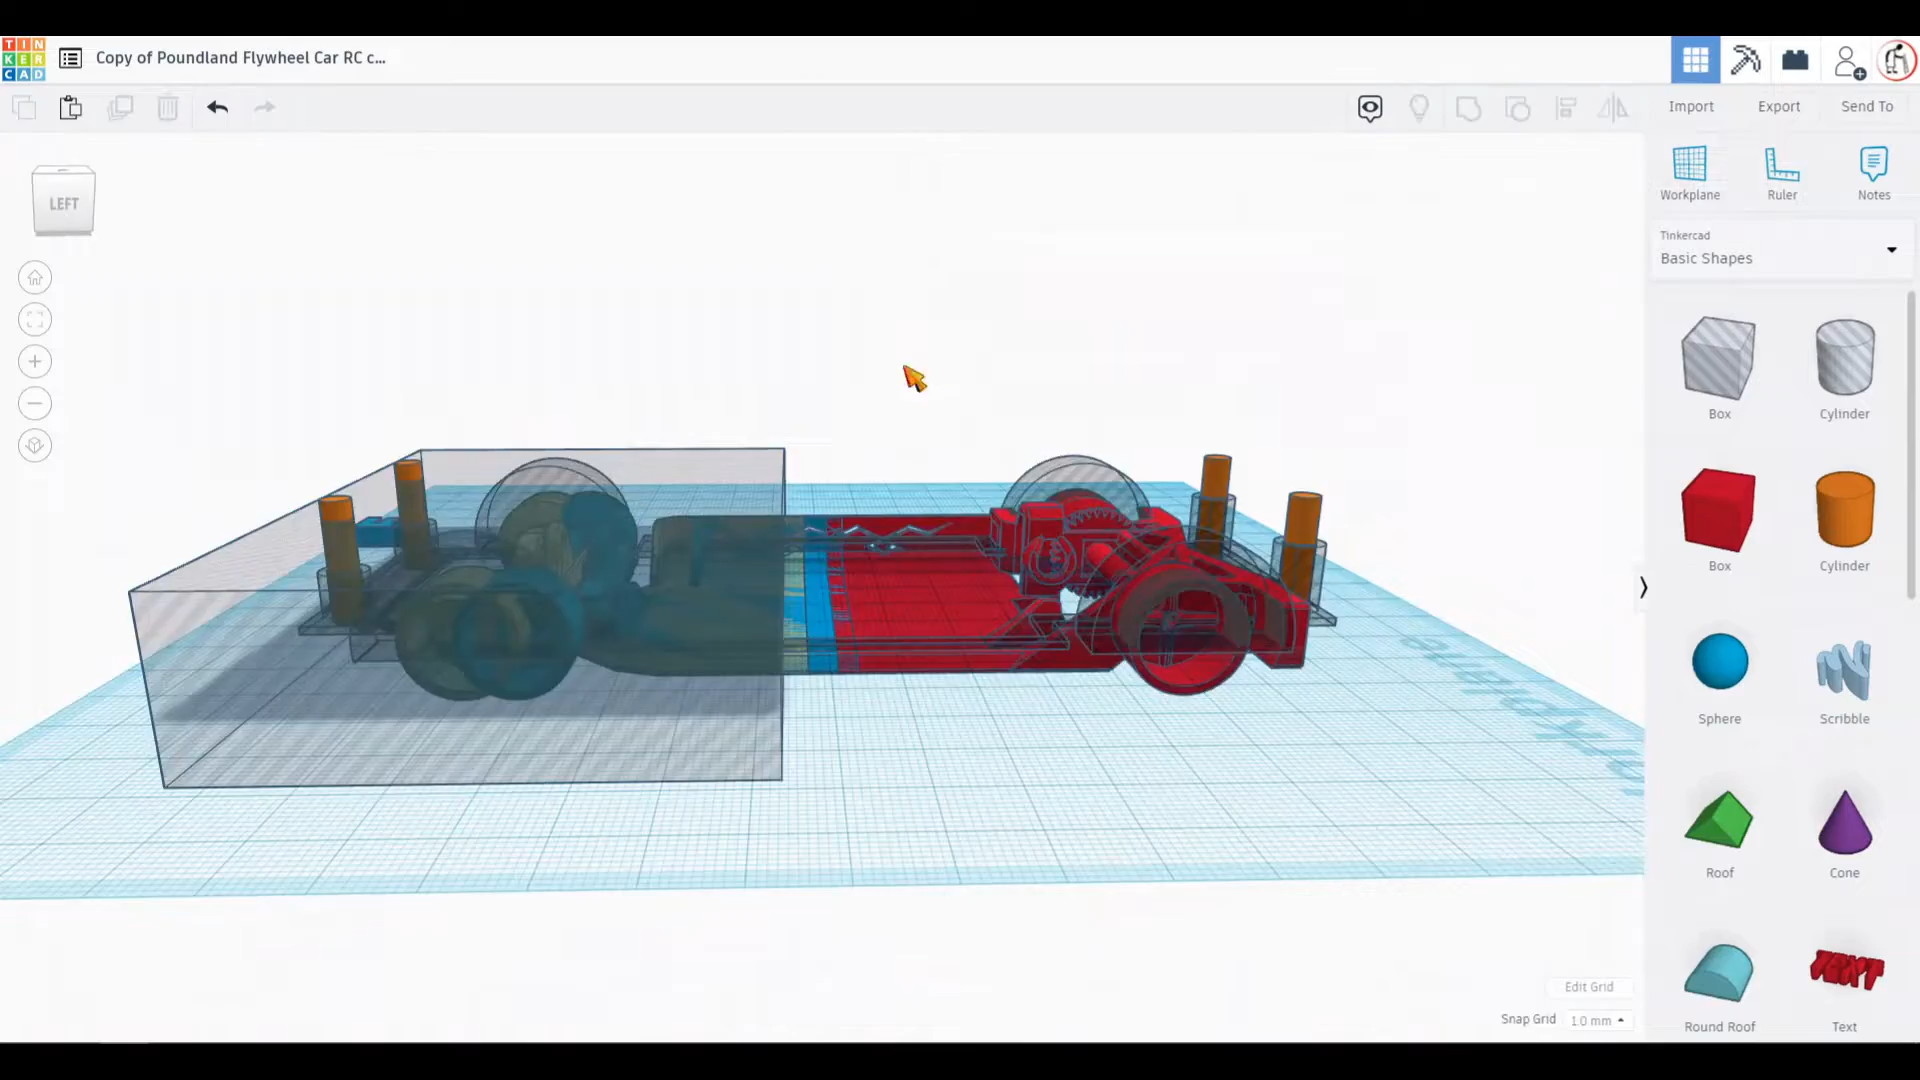 TIN
KER
CAD
Copy of Poundland Flywheel Car RC c...
Import
Export
Send To
LEFT
Workplane
Ruler
Notes
Tinkercad
Basic Shapes
Box
Cylinder
Box
Cylinder
Sphere
Scribble
Roof
Cone
Workplane
TEXT
Round Roof
Text
Edit Grid
Snap Grid
1.0 mm